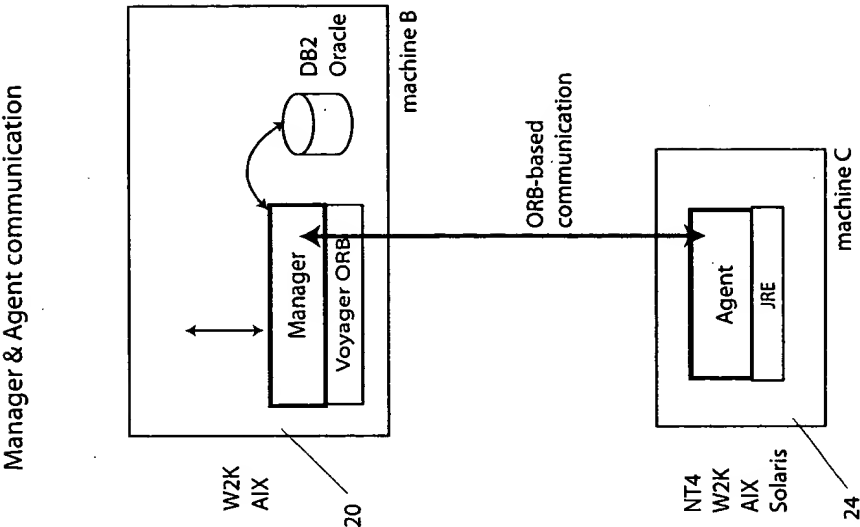 Manager & Agent communication
W2K
AIX
20
Manager
Voyager ORB
DB2
Oracle
machine B
ORB-based
communication
NT4
W2K
AIX
Solaris
24
Agent
JRE
machine C